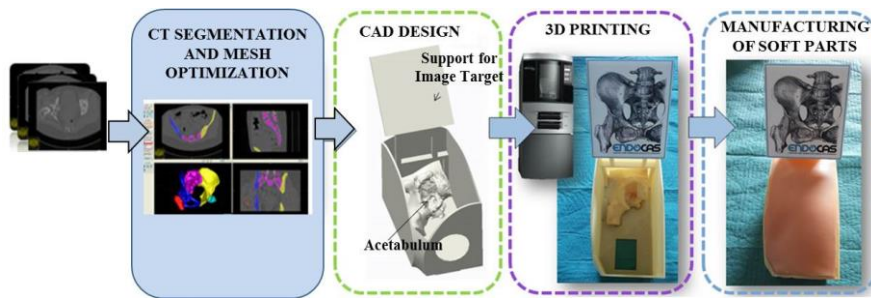 CT SEGMENTATION
AND MESH
OPTIMIZATION
CAD DESIGN
Support for
Image Target
Acetabulum
3D PRINTING
ENDOCAS
MANUFACTURING
OF SOFT PARTS
ENDOCAS